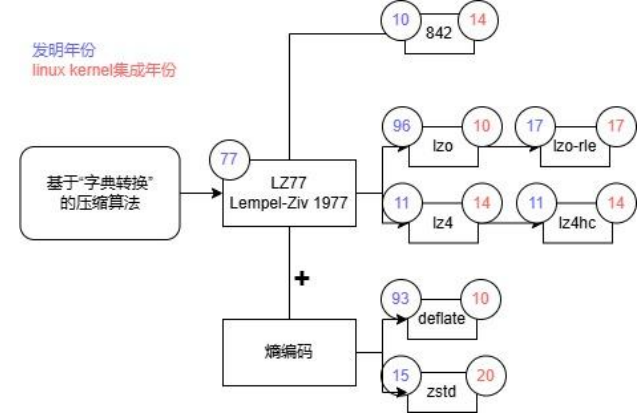 发明年份
linux kernel集成年份
10
842
14
96
lzo
10
17
lzo-rle
17
77
基于“字典转换”
的压缩算法
LZ77
Lempel-Ziv 1977
11
lz4
14
11
lz4hc
14
+
93
deflate
10
熵编码
15
zstd
20